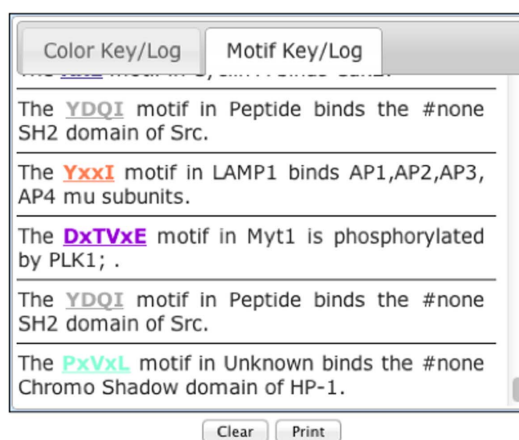 Color Key/Log Motif Key/Log
The YDQI motif in Peptide binds the #none
SH2 domain of Src.
The YxxI motif in LAMP1 binds AP1,AP2,AP3,
AP4 mu subunits.
The DxTVxE motif in Myt1 is phosphorylated
by PLK1; .
The YDQI motif in Peptide binds the #none
SH2 domain of Src.
The PxVxL motif in Unknown binds the #none
Chromo Shadow domain of HP-1.
Clear Print